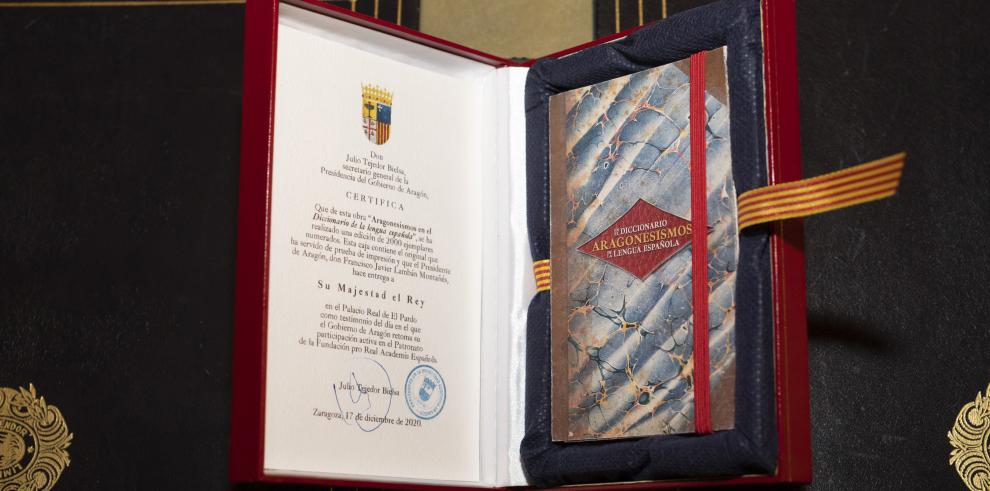 Don
Julio Tejedor Bielsa,
secretario general de la
Presidencia del Gobierno de Aragón,
CERTIFICA
Que de esta obra "Aragonesismos en el
Diccionario de la lengua española", se ha
realizado una edición de 2000 ejemplares
numerados. Esta caja contiene el original que
ha servido de prueba de impresión y que el Presidente
de Aragón, don Francisco Javier Lambán Montañés,
hace entrega a
Su Majestad el Rey
en el Palacio Real de El Pardo
como testimonio del día en el que
el Gobierno de Aragón retoma su
participación activa en el Patronato
de la Fundación pro Real Academia Española.
Julio Tejedor Bielsa
Zaragoza, 17 de diciembre de 2020.
DICCIONARIO
ARAGONESISMOS
LENGUA ESPAÑOLA